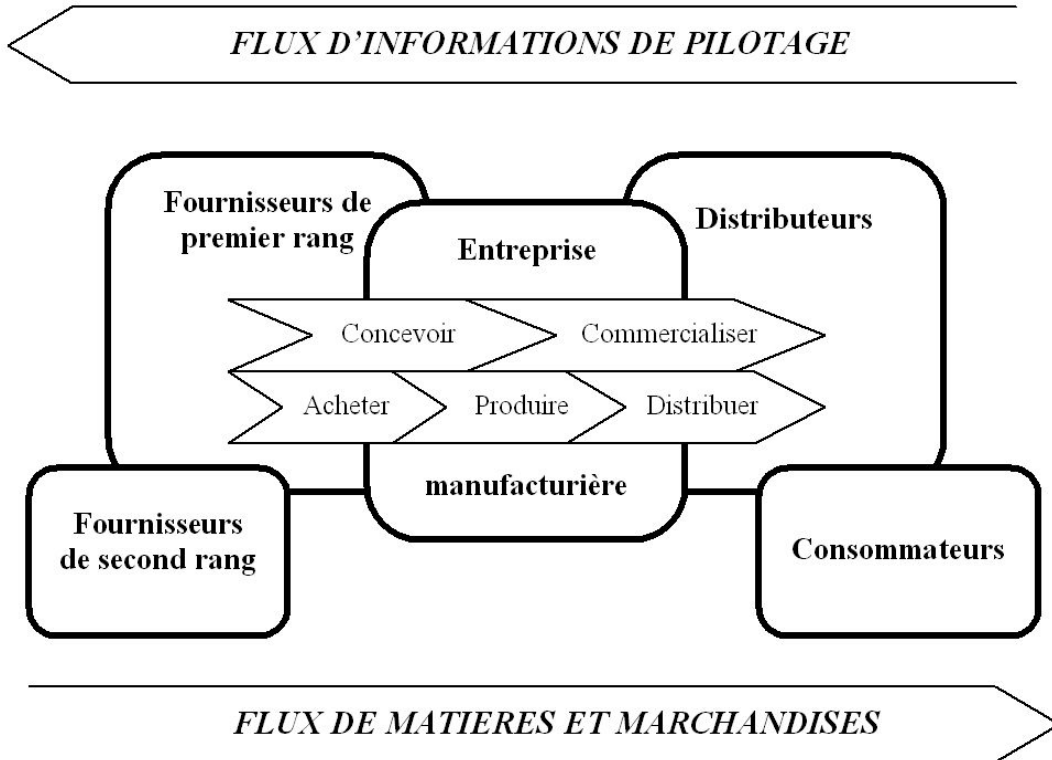 FLUX D’INFORMATIONS DE PILOTAGE
Fournisseurs de
premier rang
Entreprise
Distributeurs
Concevoir
Commercialiser
Acheter
Produire
Distribuer
manufacturière
Fournisseurs
de second rang
Consommateurs
FLUX DE MATIERES ET MARCHANDISES